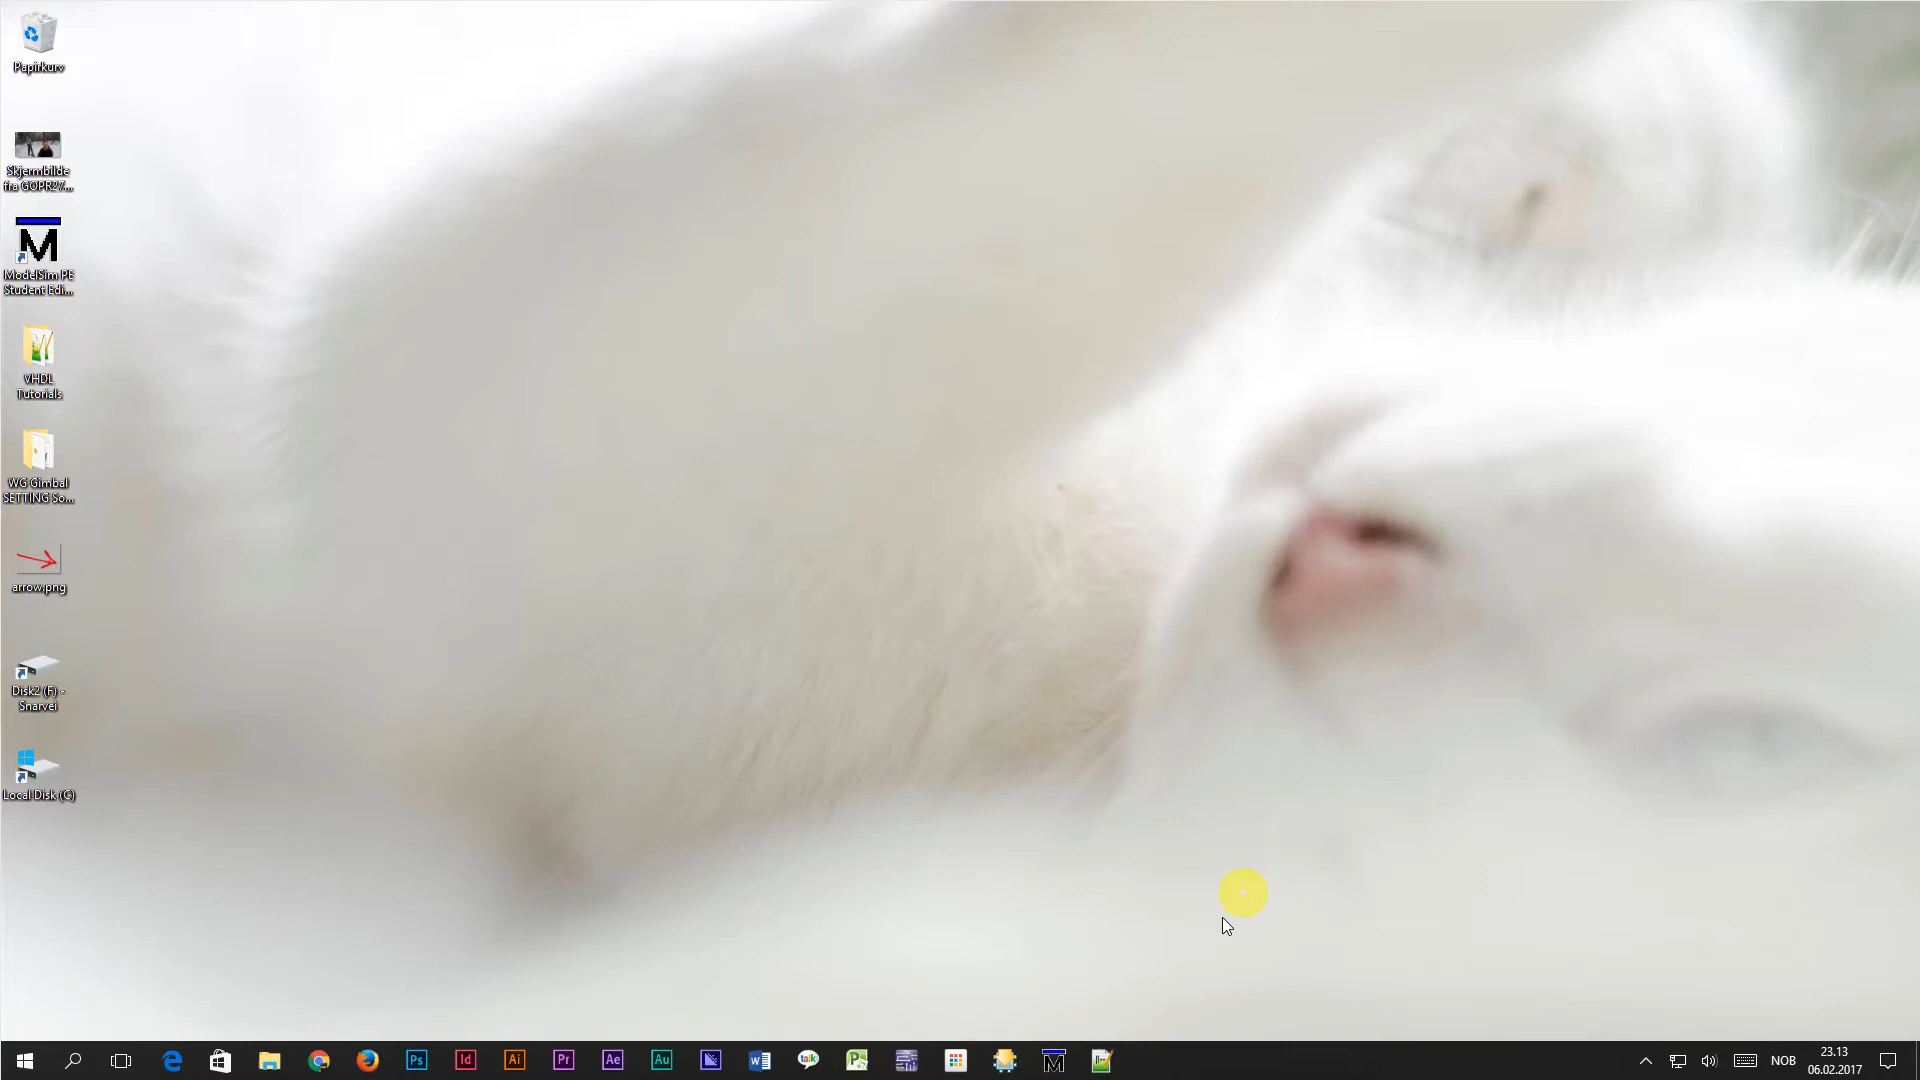 Papirkurv
Skjermbilde
fra GOPR27...
ModelSim PE
Student Edi...
VHDL
Tutorials
WG Gimbal
SETTING So...
arrow.png
Disk2 (F) -
Snarvei
Local Disk (C)
M
Ps
Id
Ai
Pr
Ae
Au
W
talk
M
NOB
23.13
06.02.2017